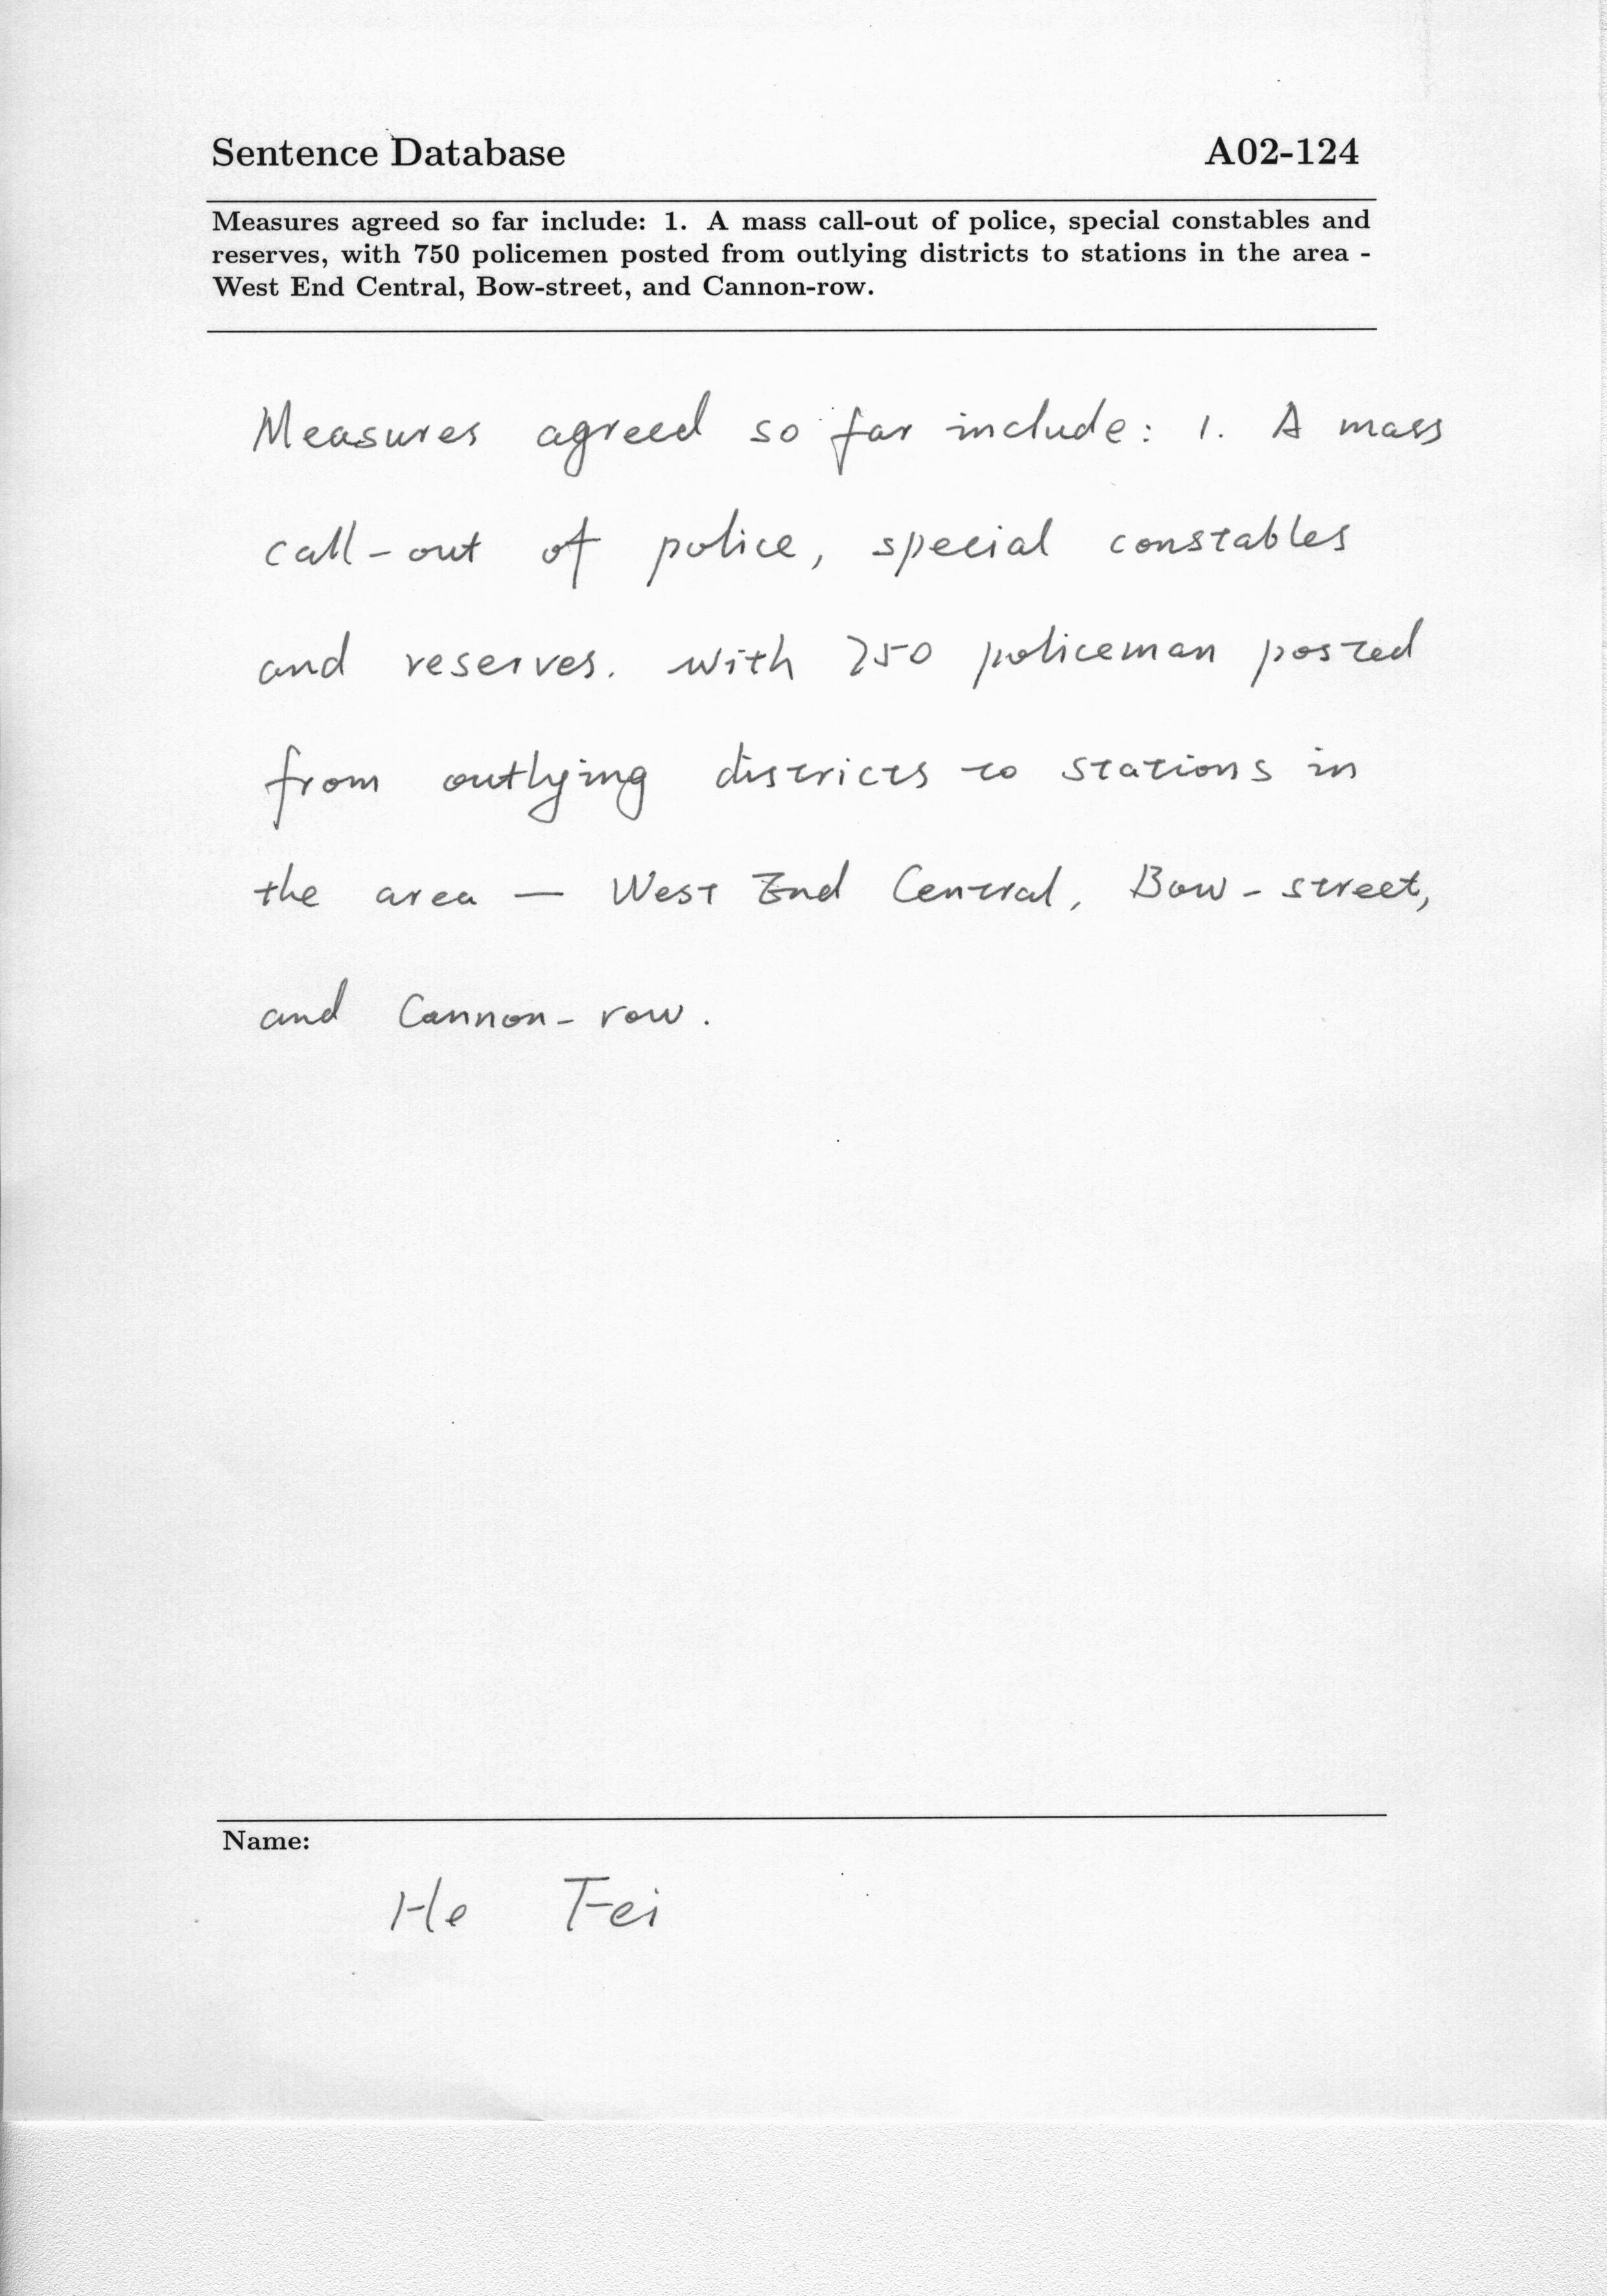 Sentence Database A02-124
Measures agreed so far include: 1. A mass call-out of police, special constables and
reserves, with 750 policemen posted from outlying districts to stations in the area -
West End Central, Bow-street, and Cannon-row.
Measures agreed so far include: 1. A mass
call-out of police, special constables
and reserves. with 750 policeman posted
from outlying districts to stations in
the area — West End Central, Bow-street,
and Cannon-row.
Name:
He Fei